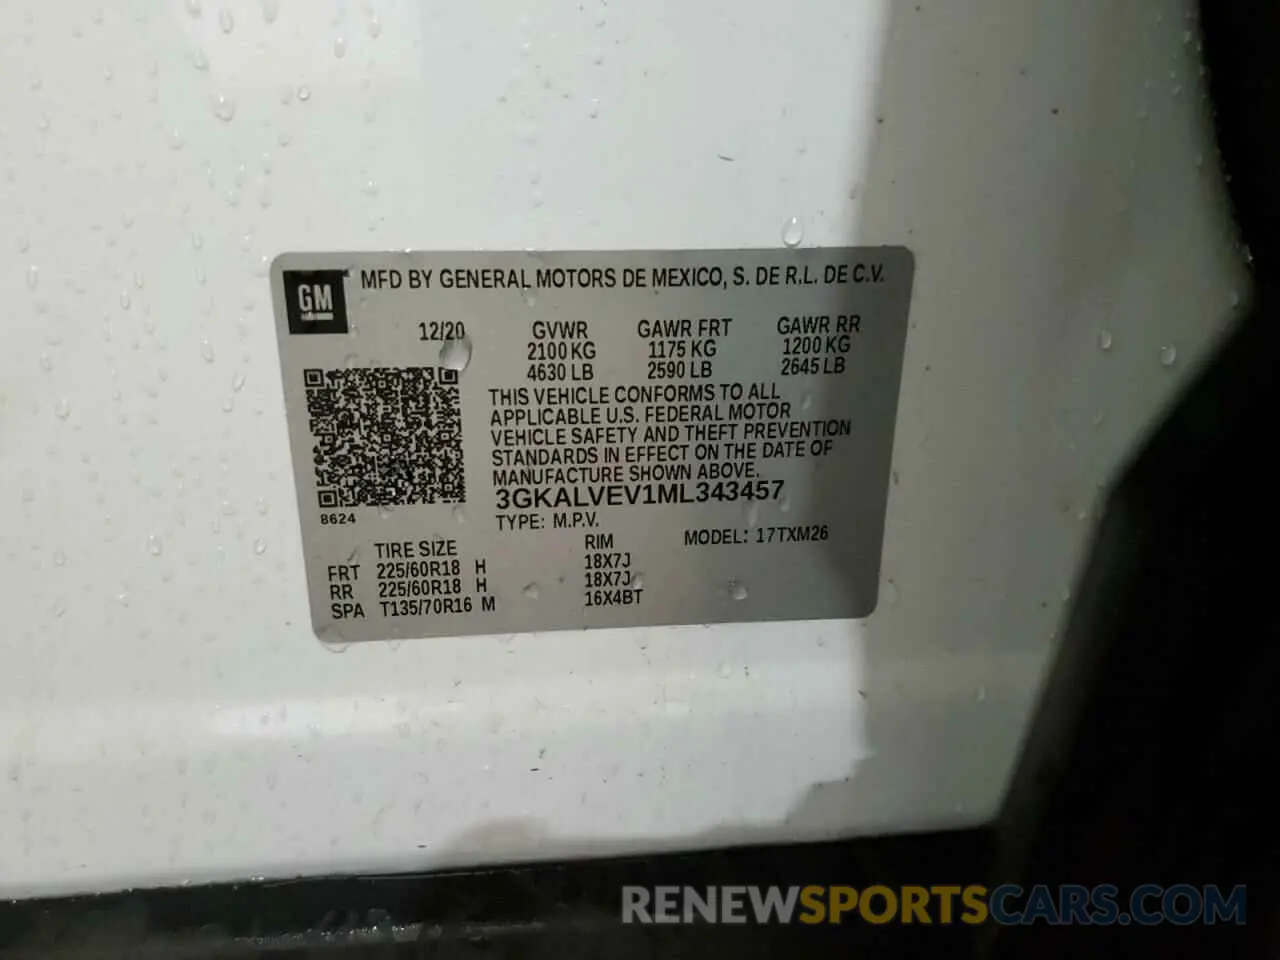 GM
MFD BY GENERAL MOTORS DE MEXICO, S. DE R.L. DE C.V.
12/20 GVWR GAWR FRT GAWR RR
2100 KG 1175 KG 1200 KG
4630 LB 2590 LB 2645 LB
THIS VEHICLE CONFORMS TO ALL
APPLICABLE U.S. FEDERAL MOTOR
VEHICLE SAFETY AND THEFT PREVENTION
STANDARDS IN EFFECT ON THE DATE OF
MANUFACTURE SHOWN ABOVE.
3GKALVEV1ML343457
8624
TYPE: M.P.V.
MODEL: 17TXM26
TIRE SIZE RIM
FRT 225/60R18 H 18X7J
RR 225/60R18 H 18X7J
SPA T135/70R16 M 16X4BT
RENEWSPORTSCARS.COM